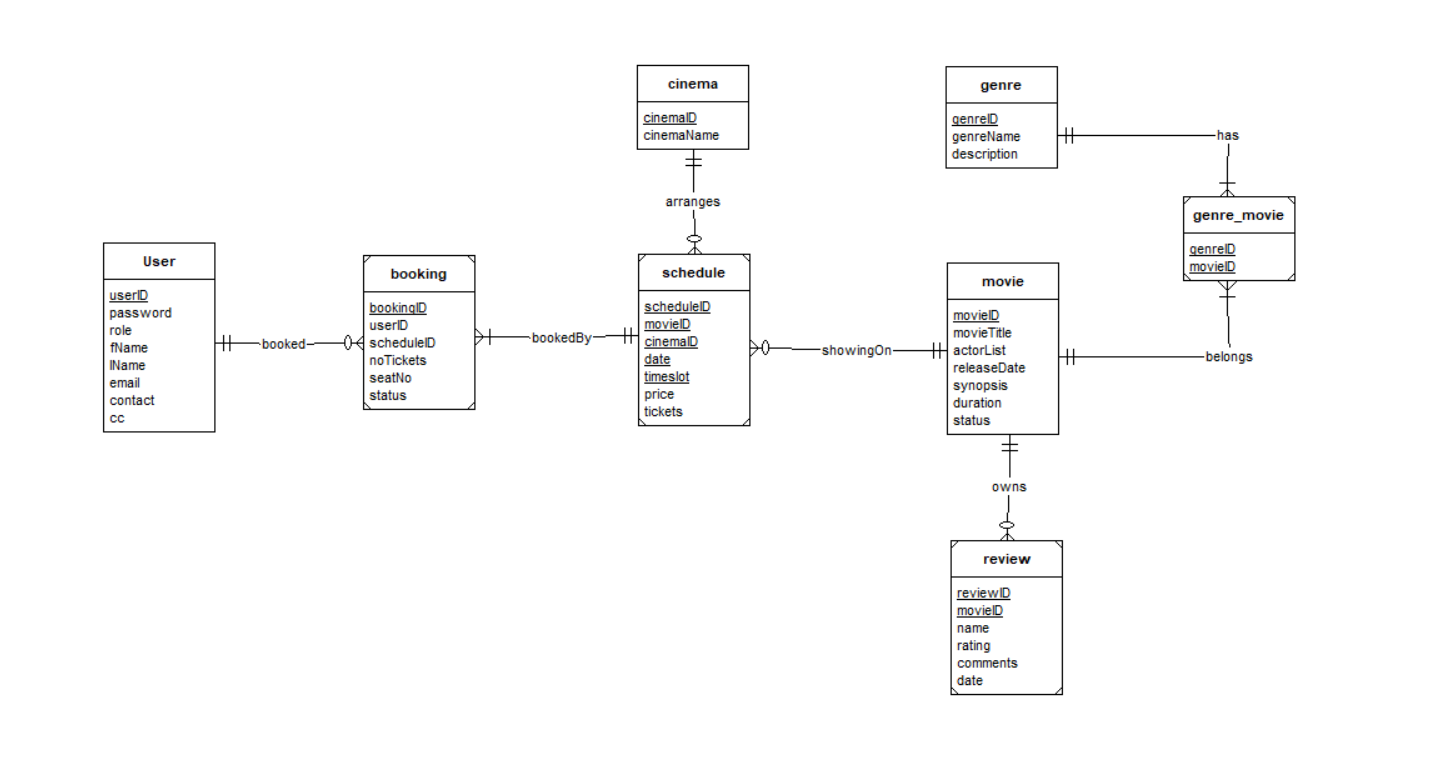 cinema
cinemaID
cinemaName
genre
genreID
genreName
description
has
arranges
genre_movie
genreID
movieID
User
userID
password
role
fName
lName
email
contact
cc
booked
booking
bookingID
userID
scheduleID
noTickets
seatNo
status
bookedBy
schedule
scheduleID
movieID
cinemaID
date
timeslot
price
tickets
showingOn
movie
movieID
movieTitle
actorList
releaseDate
synopsis
duration
status
belongs
owns
review
reviewID
movieID
name
rating
comments
date